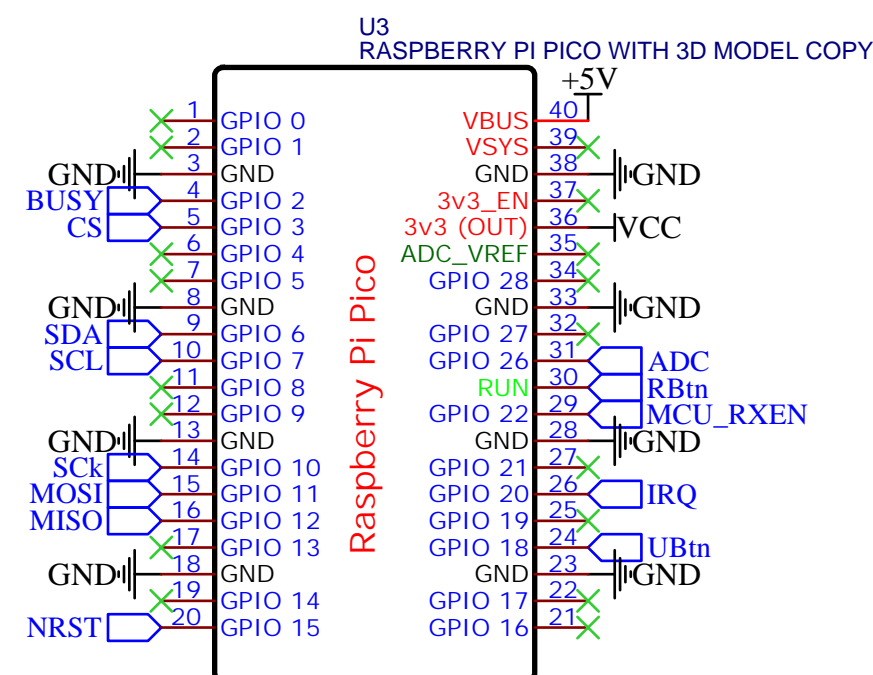 U3
RASPBERRY PI PICO WITH 3D MODEL COPY
+5V
1 GPIO 0 VBUS 40
2 GPIO 1 VSYS 39
GND 3 GND GND 38 GND
BUSY 4 GPIO 2 3v3_EN 37
CS 5 GPIO 3 3v3 (OUT) 36 VCC
6 GPIO 4 ADC_VREF 35
7 GPIO 5 GPIO 28 34
GND 8 GND GND 33 GND
SDA 9 GPIO 6 GPIO 27 32
SCL 10 GPIO 7 GPIO 26 31 ADC
11 GPIO 8 RUN 30 RBtn
12 GPIO 9 GPIO 22 29 MCU_RXEN
GND 13 GND GND 28 GND
SCk 14 GPIO 10 GPIO 21 27
MOSI 15 GPIO 11 GPIO 20 26 IRQ
MISO 16 GPIO 12 GPIO 19 25
17 GPIO 13 GPIO 18 24 UBtn
GND 18 GND GND 23 GND
19 GPIO 14 GPIO 17 22
NRST 20 GPIO 15 GPIO 16 21
Raspberry Pi Pico